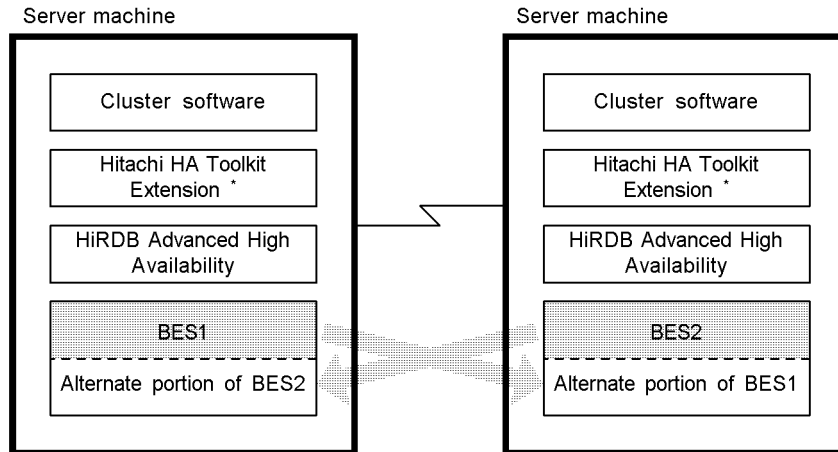 Server machine
Cluster software
Hitachi HA Toolkit
Extension *
HiRDB Advanced High
Availability
BES1
Alternate portion of BES2
Server machine
Cluster software
Hitachi HA Toolkit
Extension *
HiRDB Advanced High
Availability
BES2
Alternate portion of BES1